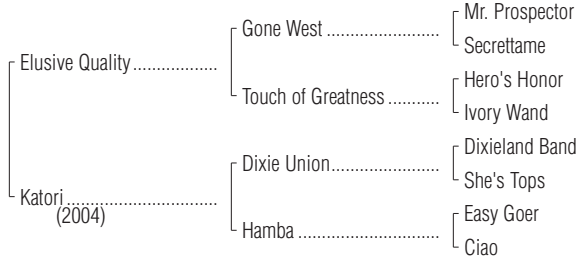 Mr. Prospector
Gone West ........................
Secrettame
Elusive Quality ..................
Hero's Honor
Touch of Greatness ...........
Ivory Wand
Dixieland Band
Dixie Union.......................
She's Tops
Katori ................................
(2004)
Easy Goer
Hamba ..............................
Ciao